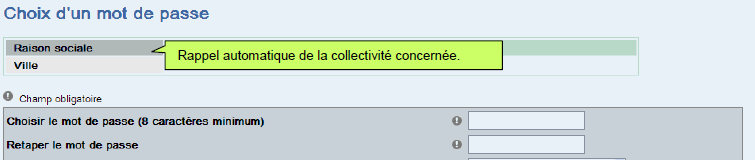 Choix d'un mot de passe
Raison sociale
Rappel automatique de la collectivité concernée.
Ville
Champ obligatoire
Choisir le mot de passe (8 caractères minimum)
Retaper le mot de passe